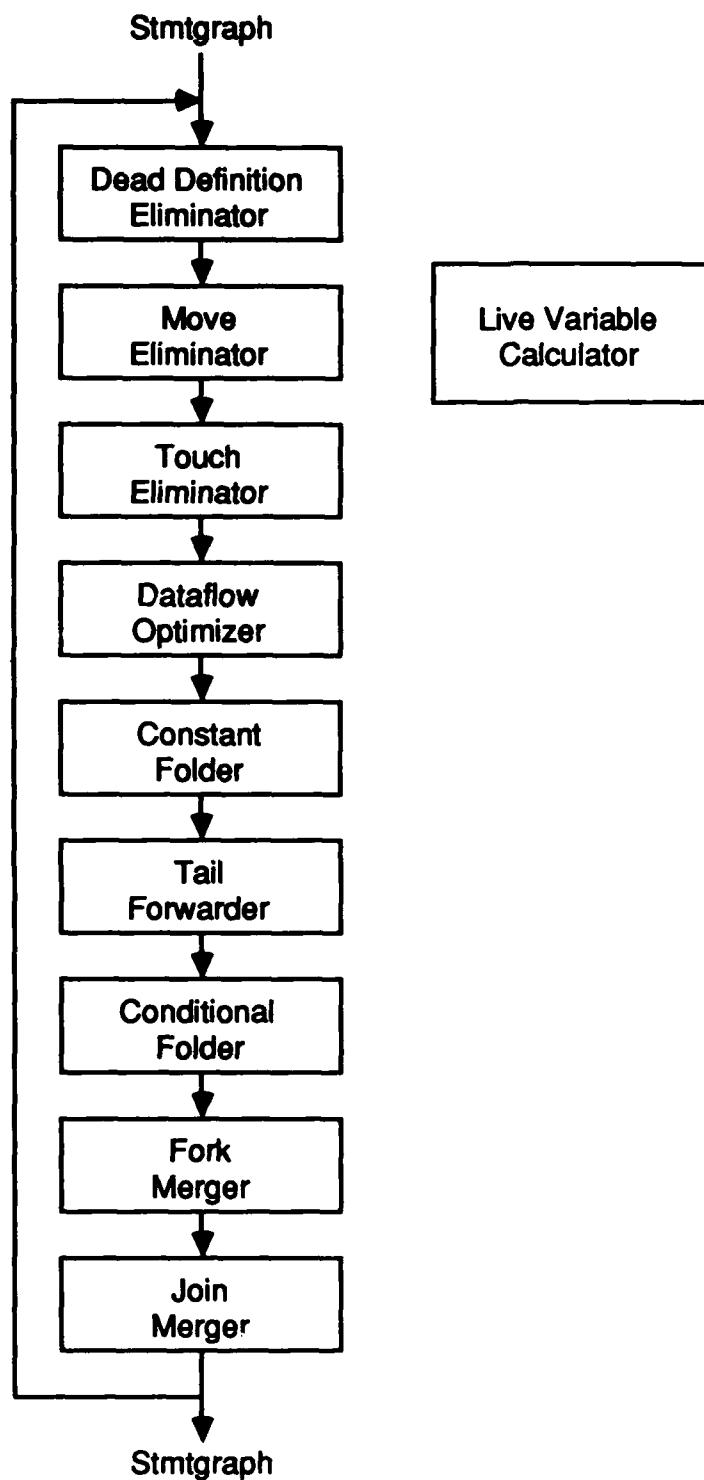 Stmtgraph
Dead Definition
Eliminator
Move
Eliminator
Live Variable
Calculator
Touch
Eliminator
Dataflow
Optimizer
Constant
Folder
Tail
Forwarder
Conditional
Folder
Fork
Merger
Join
Merger
Stmtgraph